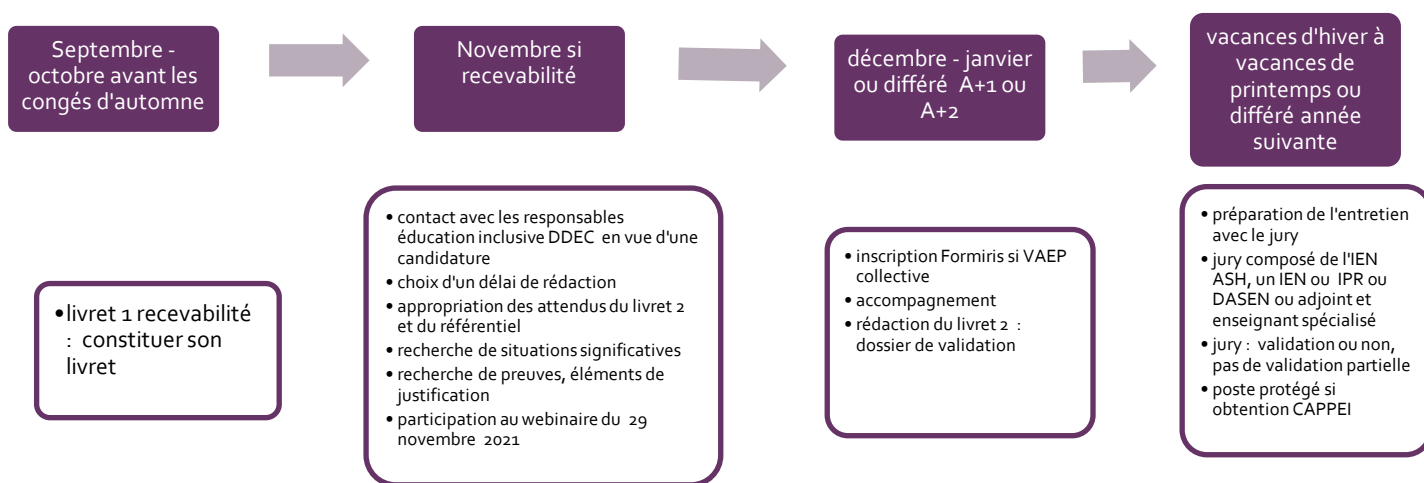 Septembre -
octobre avant les
congés d'automne
Novembre si
recevabilité
décembre - janvier
ou différé A+1 ou
A+2
vacances d'hiver à
vacances de
printemps ou
différé année
suivante
•livret 1 recevabilité
: constituer son
livret
• contact avec les responsables
éducation inclusive DDEC en vue d'une
candidature
• choix d'un délai de rédaction
• appropriation des attendus du livret 2
et du référentiel
• recherche de situations significatives
• recherche de preuves, éléments de
justification
• participation au webinaire du 29
novembre 2021
• inscription Formiris si VAEP
collective
• accompagnement
• rédaction du livret 2 :
dossier de validation
• préparation de l'entretien
avec le jury
• jury composé de l'IEN
ASH, un IEN ou IPR ou
DASEN ou adjoint et
enseignant spécialisé
• jury : validation ou non,
pas de validation partielle
• poste protégé si
obtention CAPPEI